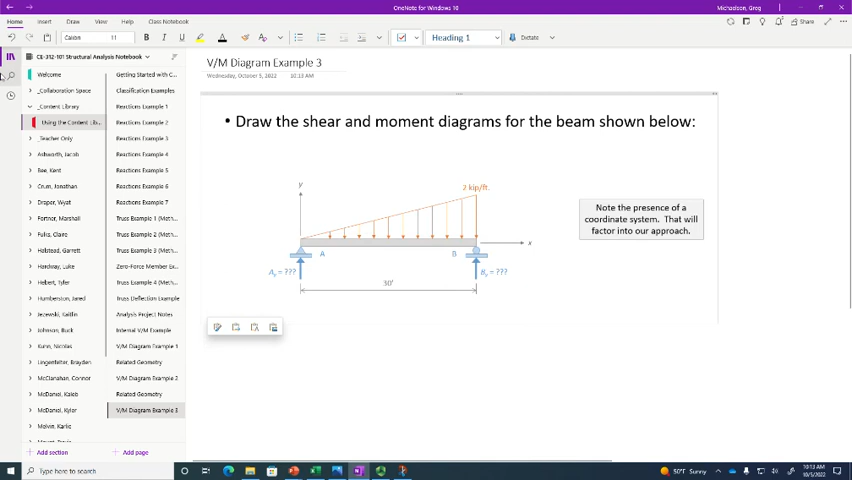 OneNote for Windows 10
Michaelson, Greg
Home Insert Draw View Help Class Notebook
Share
Calibri 11
B I U A
Heading 1
Dictate
CE-312-101 Structural Analysis Notebook
Welcome
_Collaboration Space
_Content Library
Using the Content Lib...
_Teacher Only
Ashworth, Jacob
Bee, Kent
Crum, Jonathan
Draper, Wyat
Fortner, Marshall
Fulks, Claire
Halstead, Garrett
Hardway, Luke
Hebert, Tyler
Humberson, Jared
Jezewski, Kaitlin
Johnson, Buck
Kuhn, Nicolas
Lingenfelter, Brayden
McClanahan, Connor
McDaniel, Kaleb
McDaniel, Kyler
Melvin, Karlie
Add section
Getting Started with C...
Classification Examples
Reactions Example 1
Reactions Example 2
Reactions Example 3
Reactions Example 4
Reactions Example 5
Reactions Example 6
Reactions Example 7
Truss Example 1 (Meth...
Truss Example 2 (Meth...
Truss Example 3 (Meth...
Zero-Force Member Ex...
Truss Example 4 (Meth...
Truss Deflection Example
Analysis Project Notes
Internal V/M Example
V/M Diagram Example 1
Related Geometry
V/M Diagram Example 2
Related Geometry
V/M Diagram Example 3
Add page
V/M Diagram Example 3
Wednesday, October 5, 2022 10:13 AM
• Draw the shear and moment diagrams for the beam shown below:
y
2 kip/ft.
x
A
B
Ay = ???
By = ???
30'
Note the presence of a
coordinate system. That will
factor into our approach.
Type here to search
50°F Sunny
10:13 AM
10/5/2022